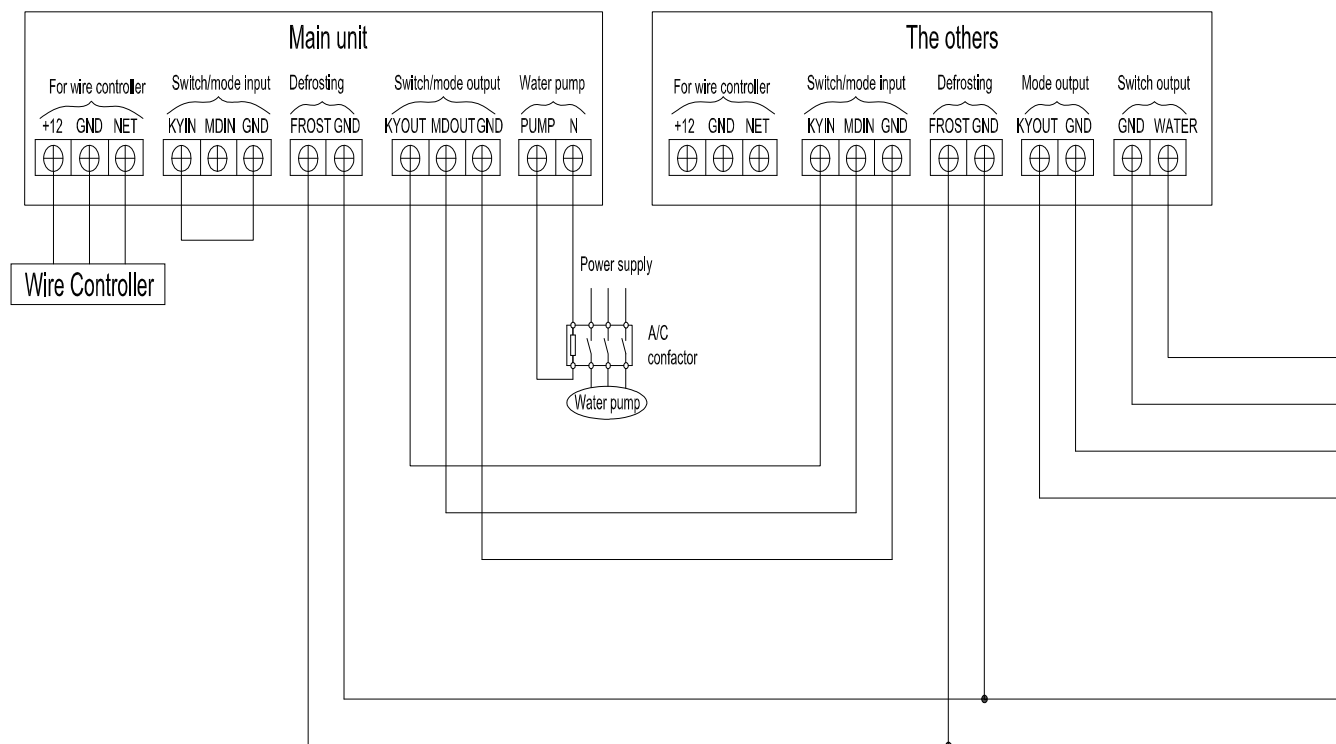 Main unit
For wire controller Switch/mode input Defrosting Switch/mode output Water pump
+12 GND NET KYIN MDIN GND FROST GND KYOUT MDOUT GND PUMP N
Wire Controller
Power supply
A/C
confactor
Water pump
The others
For wire controller Switch/mode input Defrosting Mode output Switch output
+12 GND NET KYIN MDIN GND FROST GND KYOUT GND GND WATER